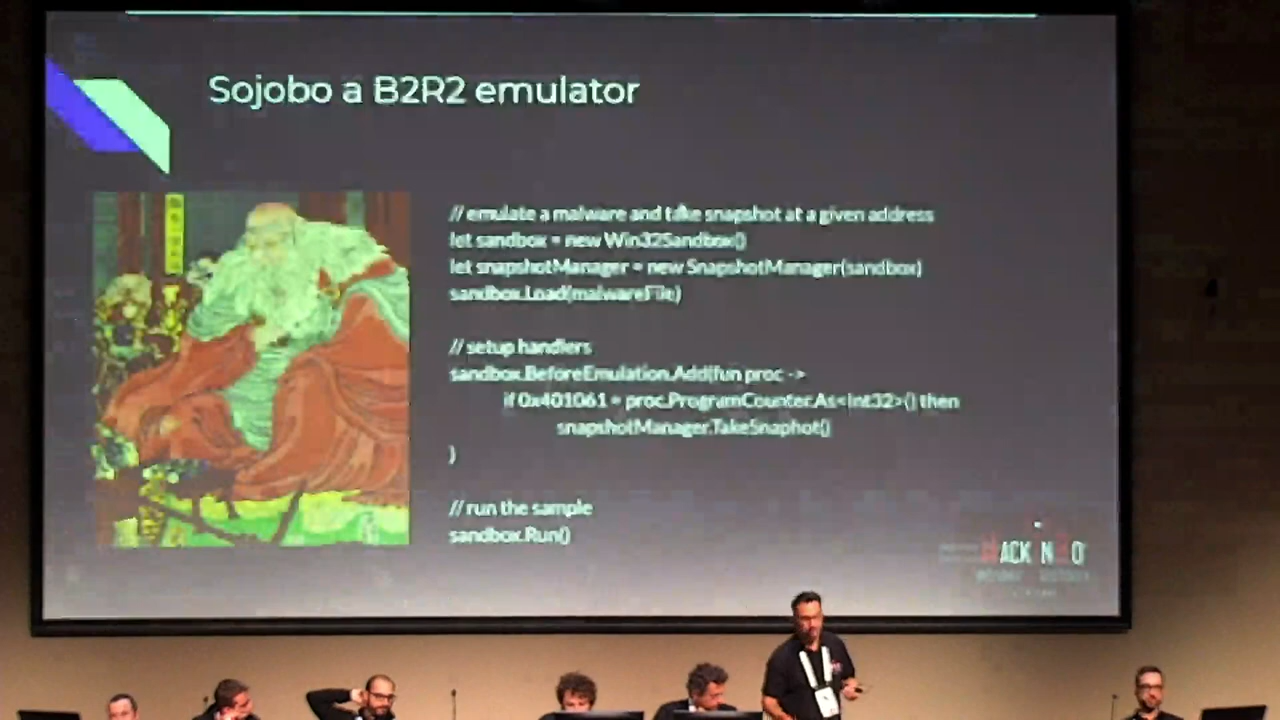 Sojobo a B2R2 emulator
// emulate a malware and take snapshot at a given address
let sandbox = new Win32Sandbox()
let snapshotManager = new SnapshotManager(sandbox)
sandbox.Load(malwareFile)
// setup handlers
sandbox.BeforeEmulation.Add(fun proc ->
if 0x401061 = proc.ProgramCounter.As<Int32>() then
snapshotManager.TakeSnaphot()
)
// run the sample
sandbox.Run()